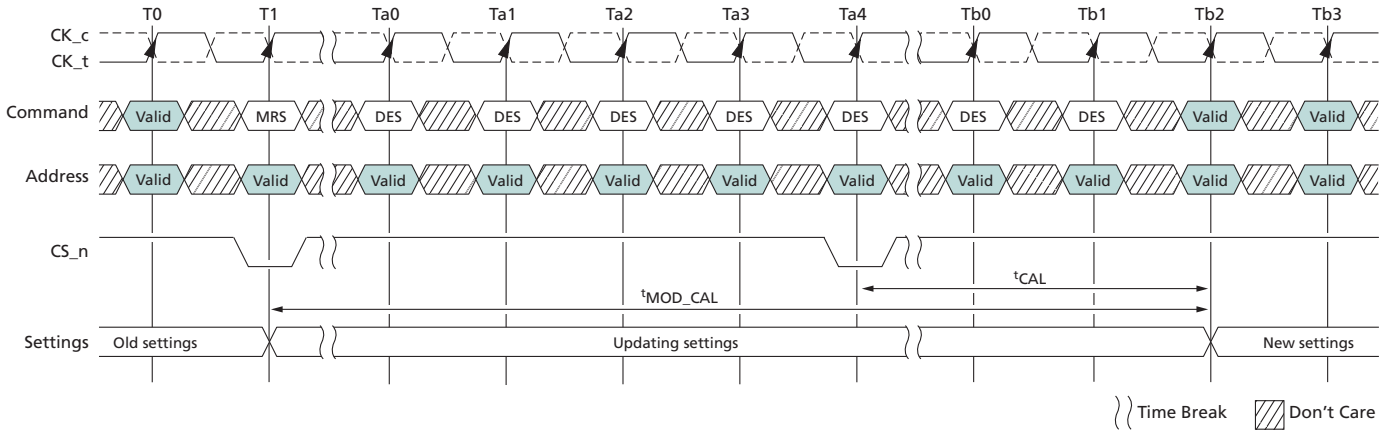 T0 T1 Ta0 Ta1 Ta2 Ta3 Ta4 Tb0 Tb1 Tb2 Tb3
CK_c
CK_t
Command Valid MRS DES DES DES DES DES DES DES Valid Valid
Address Valid Valid Valid Valid Valid Valid Valid Valid Valid Valid Valid
CS_n
tCAL
tMOD_CAL
Settings Old settings Updating settings New settings
Time Break Don't Care